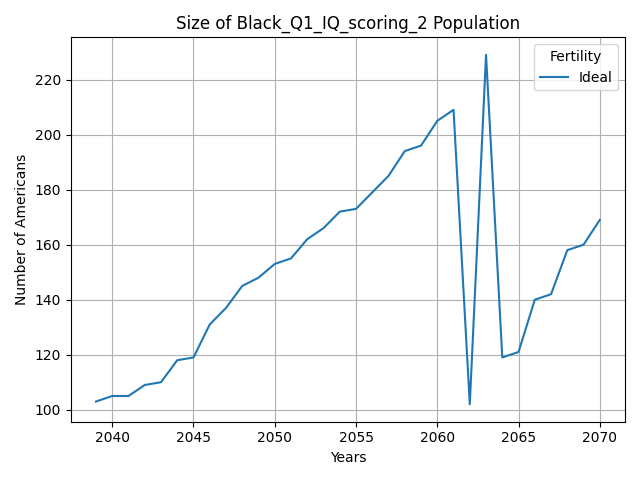 Size of Black_Q1_IQ_scoring_2 Population
Fertility
Ideal
Number of Americans
220
200
180
160
140
120
100
2040 2045 2050 2055 2060 2065 2070
Years